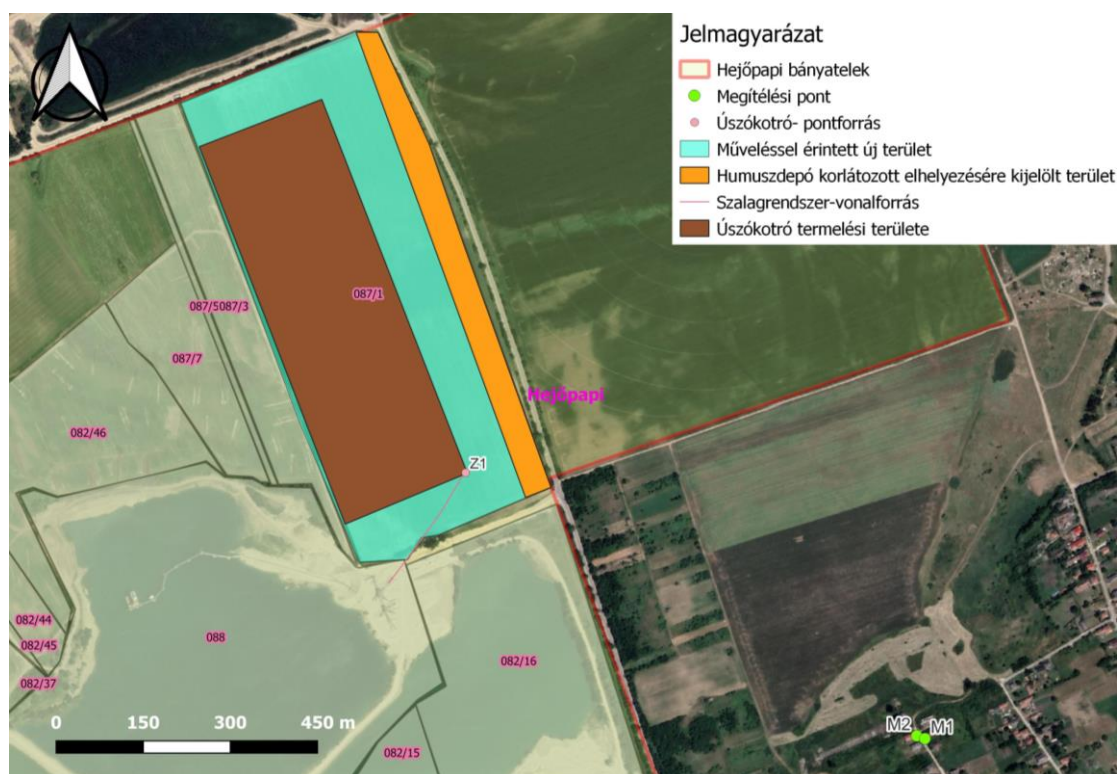 Jelmagyarázat
Hejőpapi bányatelek
Megítélési pont
Úszókotró- pontforrás
Műveléssel érintett új terület
Humuszdepó korlátozott elhelyezésére kijelölt terület
Szalagrendszer-vonalforrás
Úszókotró termelési területe
087/1
087/5 087/3
087/7
Hejőpapi
082/46
Z1
082/44
088
082/45
082/16
082/37
0 150 300 450 m
M2 M1
082/15